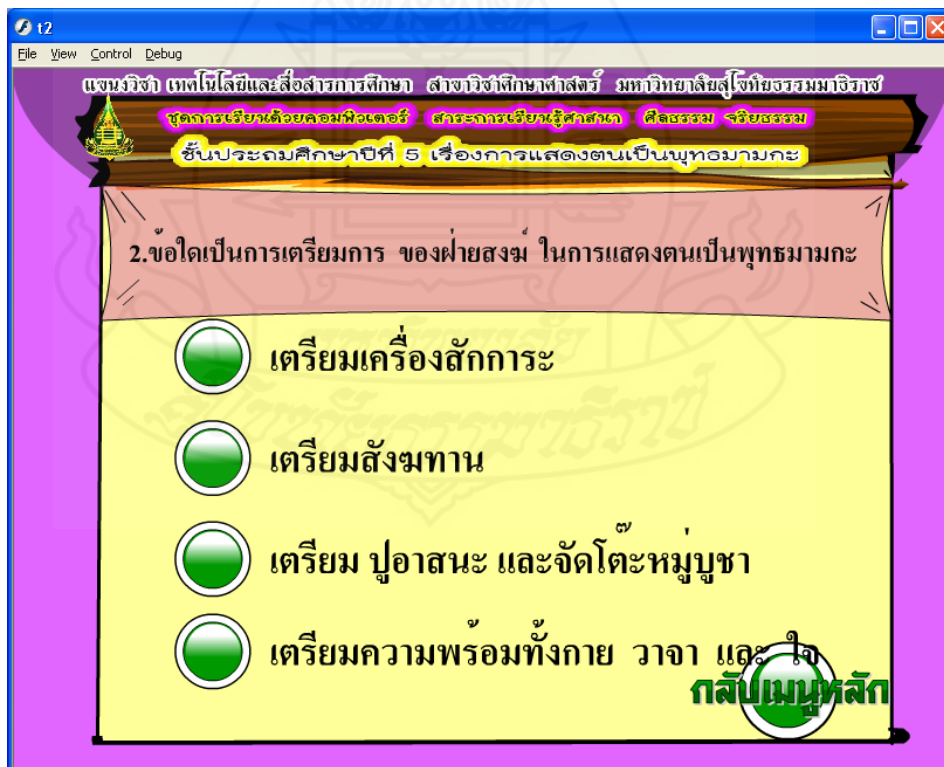 t2
File View Control Debug
แขนงวิชา เทคโนโลยีและสื่อสารการศึกษา สาขาวิชาศึกษาศาสตร์ มหาวิทยาลัยสุโขทัยธรรมมาธิราช
ชุดการเรียนด้วยคอมพิวเตอร์ สาระการเรียนรู้ศาสนา ศีลธรรม จริยธรรม
ชั้นประถมศึกษาปีที่ 5 เรื่องการแสดงตนเป็นพุทธมามกะ
2.ข้อใดเป็นการเตรียมการ ของฝ่ายสงฆ์ ในการแสดงตนเป็นพุทธมามกะ
เตรียมเครื่องสักการะ
เตรียมสังฆทาน
เตรียม ปูอาสนะ และจัดโต๊ะหมู่บูชา
เตรียมความพร้อมทั้งกาย วาจา และ ใจ
กลับเมนูหลัก